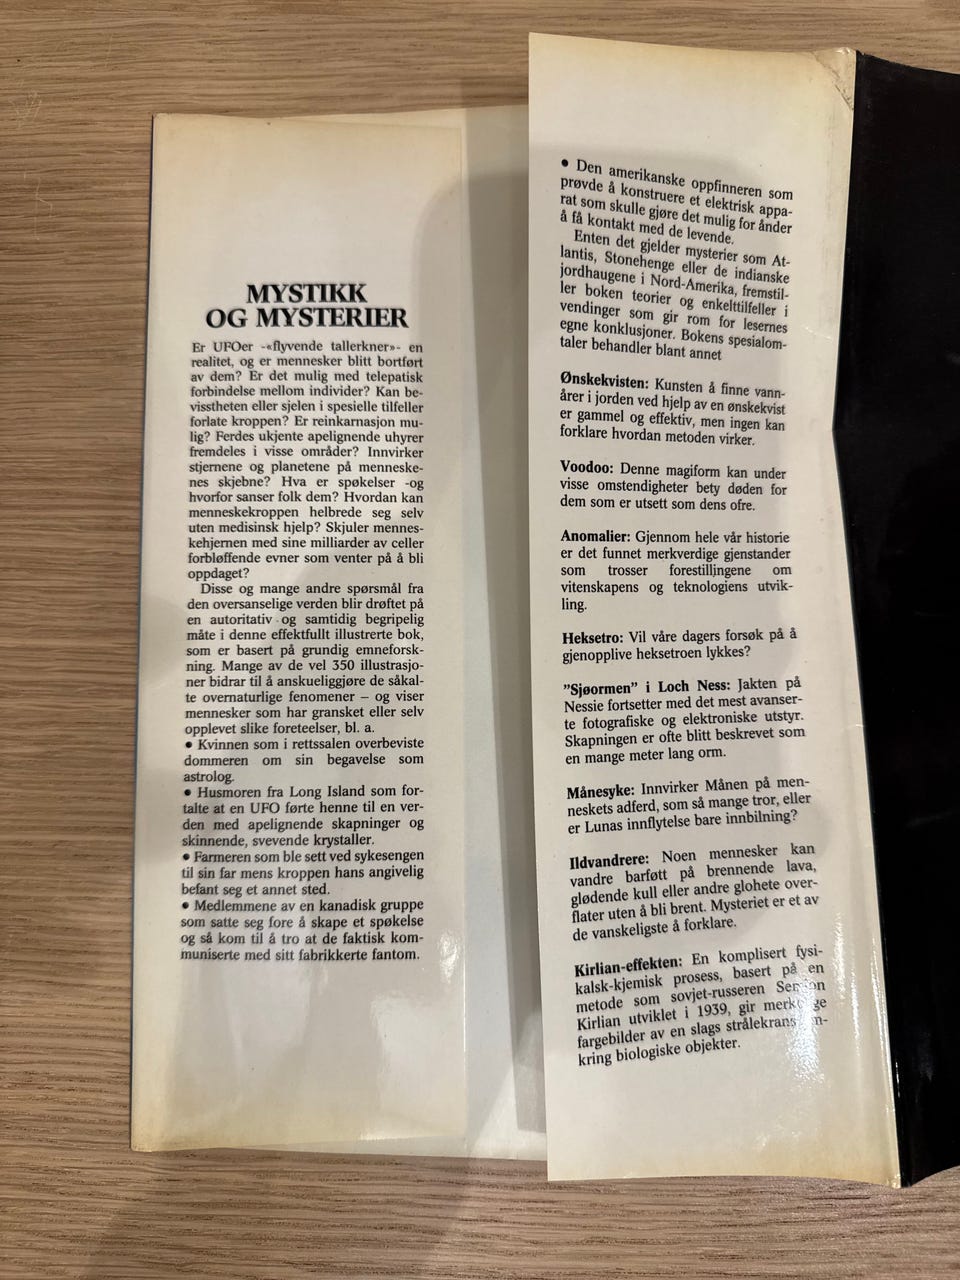 MYSTIKK
OG MYSTERIER
Er UFOer -«flyvende tallerkner»- en
realitet, og er mennesker blitt bortført
av dem? Er det mulig med telepatisk
forbindelse mellom individer? Kan be-
visstheten eller sjelen i spesielle tilfeller
forlate kroppen? Er reinkarnasjon mu-
lig? Ferdes ukjente apelignende uhyrer
fremdeles i visse områder? Innvirker
stjernene og planetene på menneske-
nes skjebne? Hva er spøkelser -og
hvorfor sanser folk dem? Hvordan kan
menneskekroppen helbrede seg selv
uten medisinsk hjelp? Skjuler mennes-
kehjernen med sine milliarder av celler
forbløffende evner som venter på å bli
oppdaget?
Disse og mange andre spørsmål fra
den oversanselige verden blir drøftet på
en autoritativ og samtidig begripelig
måte i denne effektfullt illustrerte bok,
som er basert på grundig emneforsk-
ning. Mange av de vel 350 illustrasjo-
ner bidrar til å anskueliggjøre de såkal-
te overnaturlige fenomener – og viser
mennesker som har gransket eller selv
opplevet slike foreteelser, bl. a.
• Kvinnen som i rettssalen overbeviste
dommeren om sin begavelse som
astrolog.
• Husmoren fra Long Island som for-
talte at en UFO førte henne til en ver-
den med apelignende skapninger og
skinnende, svevende krystaller.
• Farmeren som ble sett ved sykesengen
til sin far mens kroppen hans angivelig
befant seg et annet sted.
• Medlemmene av en kanadisk gruppe
som satte seg fore å skape et spøkelse
og så kom til å tro at de faktisk kom-
muniserte med sitt fabrikkerte fantom.
• Den amerikanske oppfinneren som
prøvde å konstruere et elektrisk appa-
rat som skulle gjøre det mulig for ånder
å få kontakt med de levende.
Enten det gjelder mysterier som At-
lantis, Stonehenge eller de indianske
jordhaugene i Nord-Amerika, fremstil-
ler boken teorier og enkelttilfeller i
vendinger som gir rom for lesernes
egne konklusjoner. Bokens spesialom-
taler behandler blant annet
Ønskekvisten: Kunsten å finne vann-
årer i jorden ved hjelp av en ønskekvist
er gammel og effektiv, men ingen kan
forklare hvordan metoden virker.
Voodoo: Denne magiform kan under
visse omstendigheter bety døden for
dem som er utsett som dens ofre.
Anomalier: Gjennom hele vår historie
er det funnet merkverdige gjenstander
som trosser forestillingene om
vitenskapens og teknologiens utvik-
ling.
Heksetro: Vil våre dagers forsøk på å
gjenopplive heksetroen lykkes?
"Sjøormen" i Loch Ness: Jakten på
Nessie fortsetter med det mest avanser-
te fotografiske og elektroniske utstyr.
Skapningen er ofte blitt beskrevet som
en mange meter lang orm.
Månesyke: Innvirker Månen på men-
neskets adferd, som så mange tror, eller
er Lunas innflytelse bare innbilning?
Ildvandrere: Noen mennesker kan
vandre barføtt på brennende lava,
glødende kull eller andre glohete over-
flater uten å bli brent. Mysteriet er et av
de vanskeligste å forklare.
Kirlian-effekten: En komplisert fysi-
kalsk-kjemisk prosess, basert på en
metode som sovjet-russeren
Kirlian utviklet i 1939, gir
fargebilder av en slags
kring biologiske objekter.